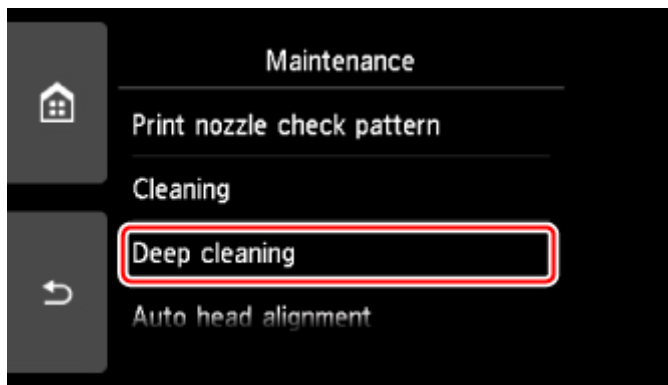 Maintenance
Print nozzle check pattern
Cleaning
Deep cleaning
Auto head alignment